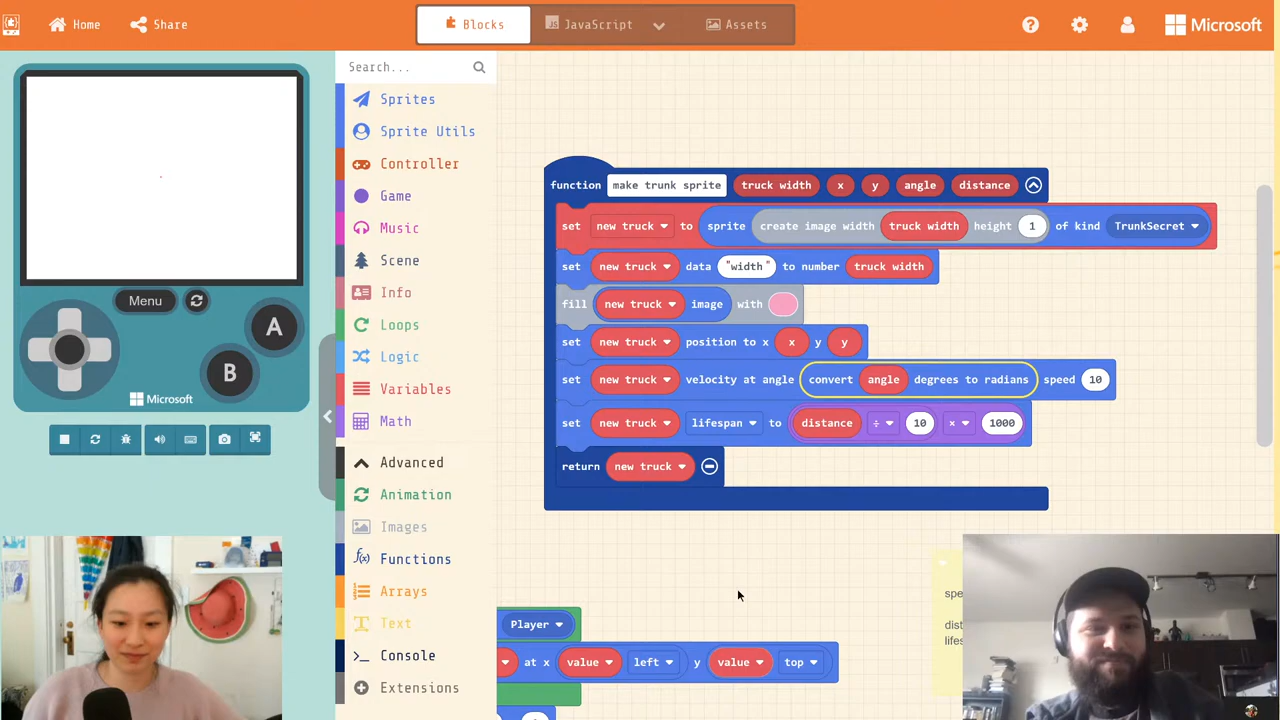 Home Share Blocks JavaScript Assets Microsoft
Search...
Sprites
Sprite Utils
Controller
Game
Music
Scene
Info
Loops
Logic
Variables
Math
Advanced
Animation
Images
Functions
Arrays
Text
Console
Extensions
Menu
A
B
Microsoft
function make trunk sprite truck width x y angle distance
set new truck to sprite create image width truck width height 1 of kind TrunkSecret
set new truck data "width" to number truck width
fill new truck image with
set new truck position to x x y y
set new truck velocity at angle convert angle degrees to radians speed 10
set new truck lifespan to distance ÷ 10 × 1000
return new truck
Player
at x value left y value top
spe
dist
lifes